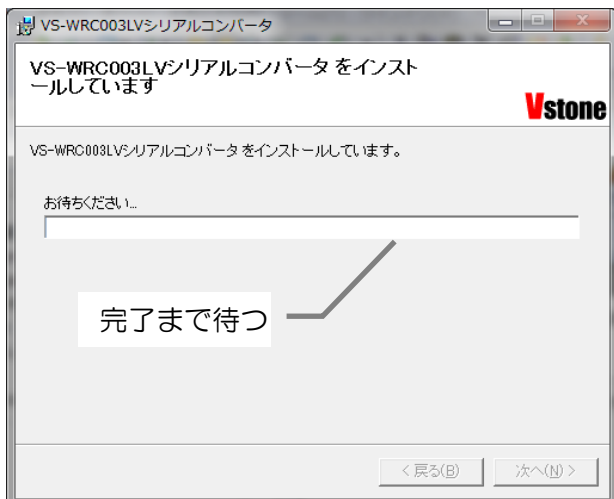 VS-WRC003LVシリアルコンバータ
VS-WRC003LVシリアルコンバータ をインスト
ールしています
Vstone
VS-WRC003LVシリアルコンバータ をインストールしています。
お待ちください...
完了まで待つ
< 戻る(B)
次へ(N) >